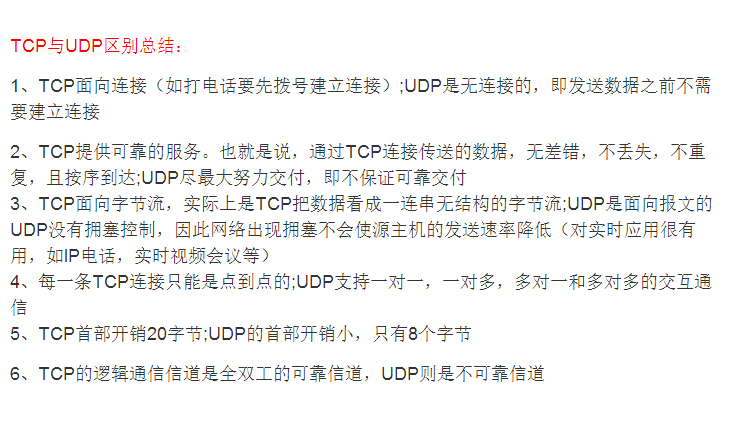 TCP与UDP区别总结：
1、TCP面向连接（如打电话要先拨号建立连接）;UDP是无连接的，即发送数据之前不需
要建立连接
2、TCP提供可靠的服务。也就是说，通过TCP连接传送的数据，无差错，不丢失，不重
复，且按序到达;UDP尽最大努力交付，即不保证可靠交付
3、TCP面向字节流，实际上是TCP把数据看成一连串无结构的字节流;UDP是面向报文的
UDP没有拥塞控制，因此网络出现拥塞不会使源主机的发送速率降低（对实时应用很有
用，如IP电话，实时视频会议等）
4、每一条TCP连接只能是点到点的;UDP支持一对一，一对多，多对一和多对多的交互通
信
5、TCP首部开销20字节;UDP的首部开销小，只有8个字节
6、TCP的逻辑通信信道是全双工的可靠信道，UDP则是不可靠信道